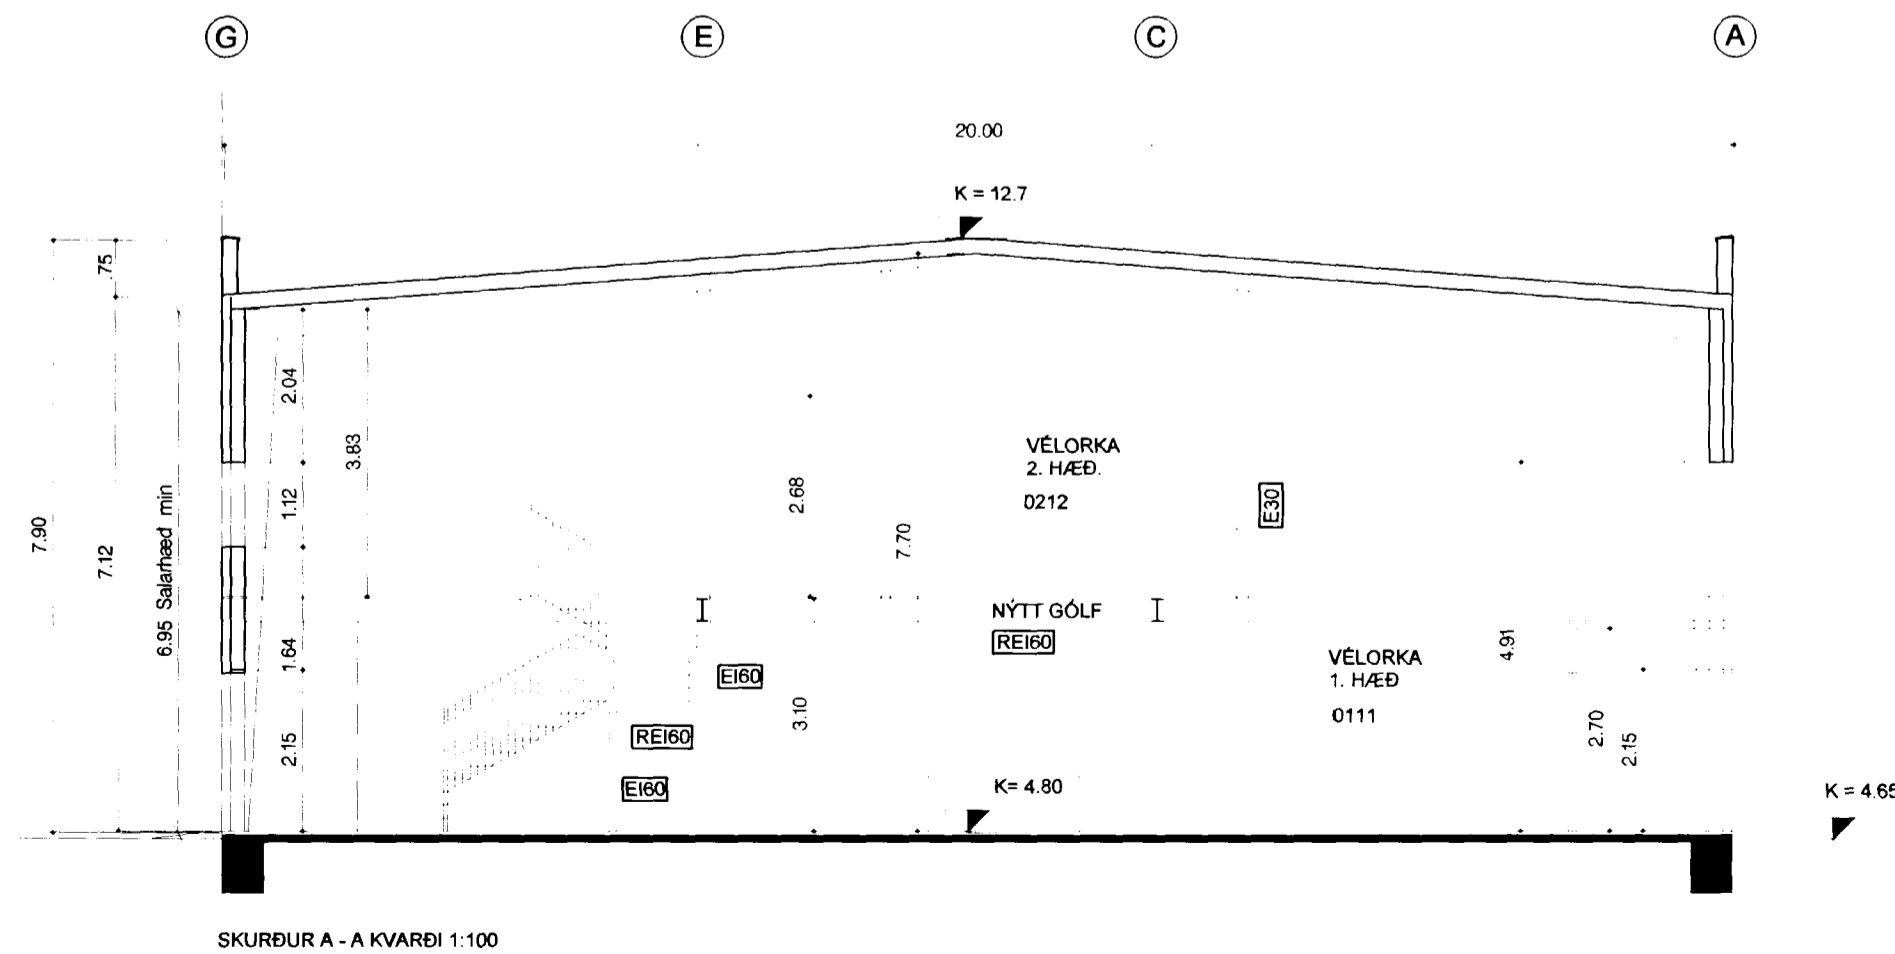 G E C A
20.00
K = 12.7
.75
2.04
3.83
VÉLORKA
2. HÆÐ.
0212
E30
1.12
2.68
7.90
7.12
6.95 Salarhæd min
7.70
NÝTT GÓLF
REI60
1.64
EI60
4.91
VÉLORKA
1. HÆÐ
0111
3.10
REI60
2.70
2.15
2.15
EI60
K= 4.80
K = 4.65
SKURÐUR A - A KVARÐI 1:100